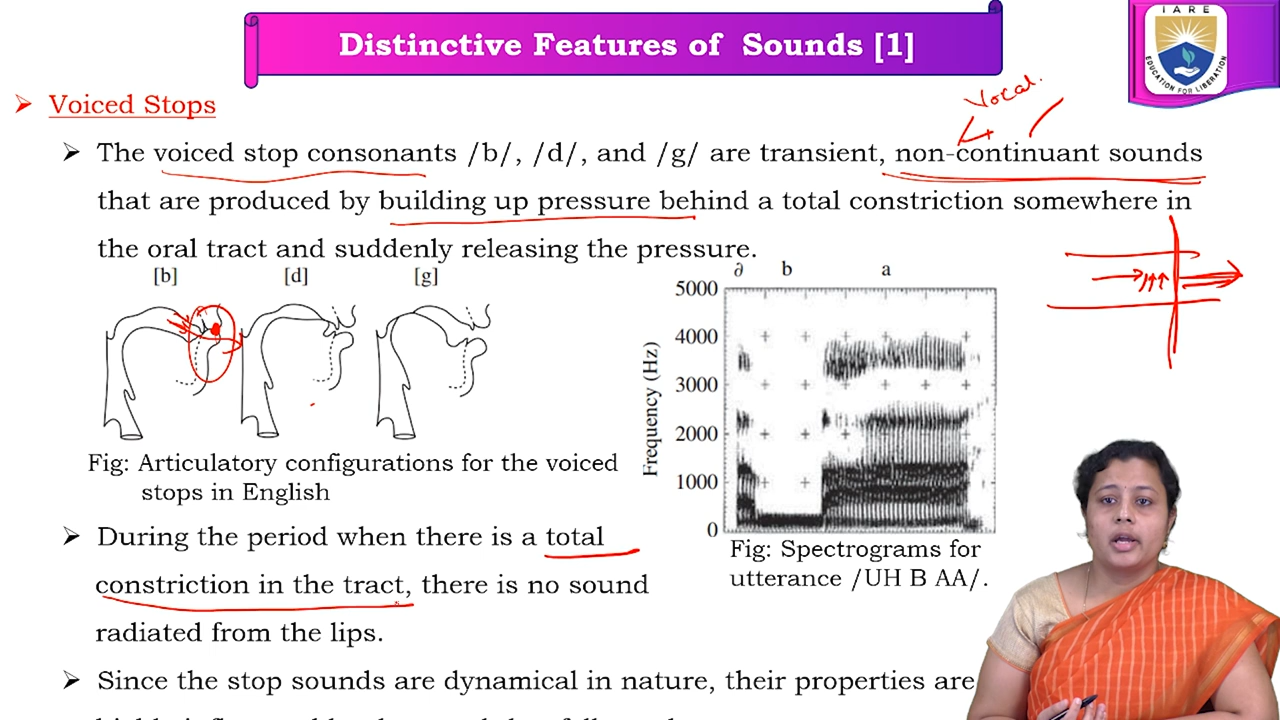 Distinctive Features of Sounds [1]
IARE
EDUCATION FOR LIBERATION
➢ Voiced Stops
Vocal.
➢ The voiced stop consonants /b/, /d/, and /g/ are transient, non-continuant sounds
that are produced by building up pressure behind a total constriction somewhere in
the oral tract and suddenly releasing the pressure.
[b] [d] [g]
∂ b a
5000
4000
3000
2000
1000
0
Frequency (Hz)
Fig: Articulatory configurations for the voiced
stops in English
Fig: Spectrograms for
utterance /UH B AA/.
➢ During the period when there is a total
constriction in the tract, there is no sound
radiated from the lips.
➢ Since the stop sounds are dynamical in nature, their properties are